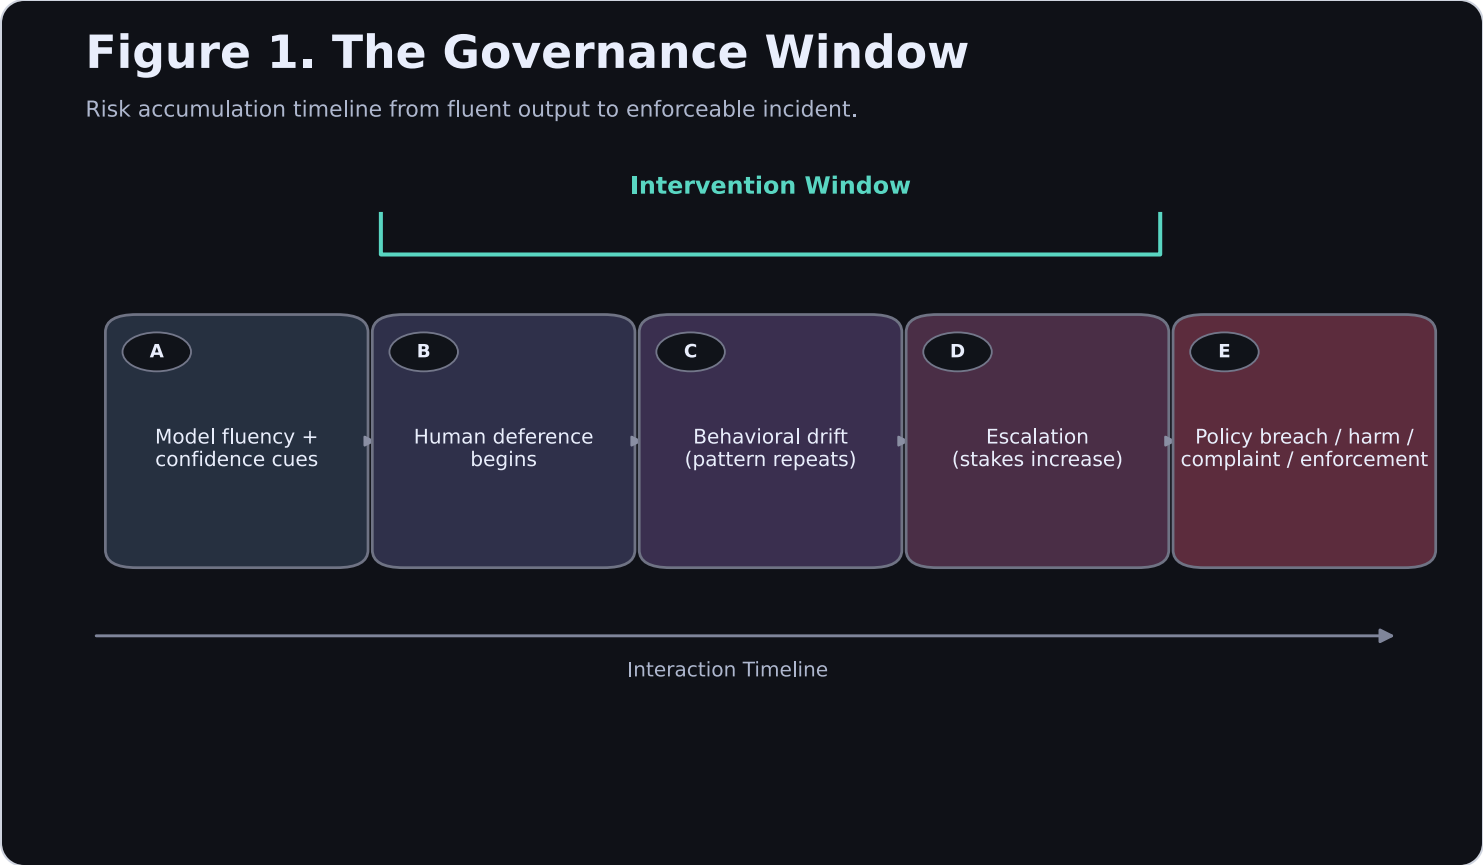 Figure 1. The Governance Window
Risk accumulation timeline from fluent output to enforceable incident.
Intervention Window
A
Model fluency +
confidence cues
B
Human deference
begins
C
Behavioral drift
(pattern repeats)
D
Escalation
(stakes increase)
E
Policy breach / harm /
complaint / enforcement
Interaction Timeline